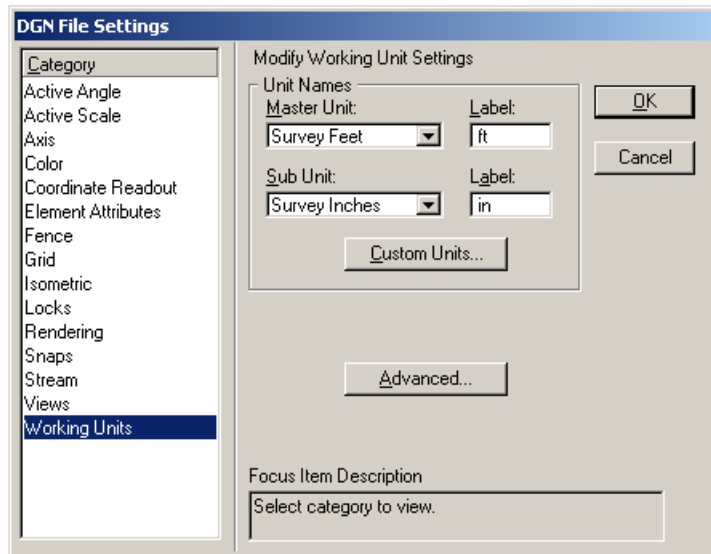 DGN File Settings
Category
Active Angle
Active Scale
Axis
Color
Coordinate Readout
Element Attributes
Fence
Grid
Isometric
Locks
Rendering
Snaps
Stream
Views
Working Units
Modify Working Unit Settings
Unit Names
Master Unit: Label:
Survey Feet ft
Sub Unit: Label:
Survey Inches in
Custom Units...
Advanced...
Focus Item Description
Select category to view.
OK
Cancel